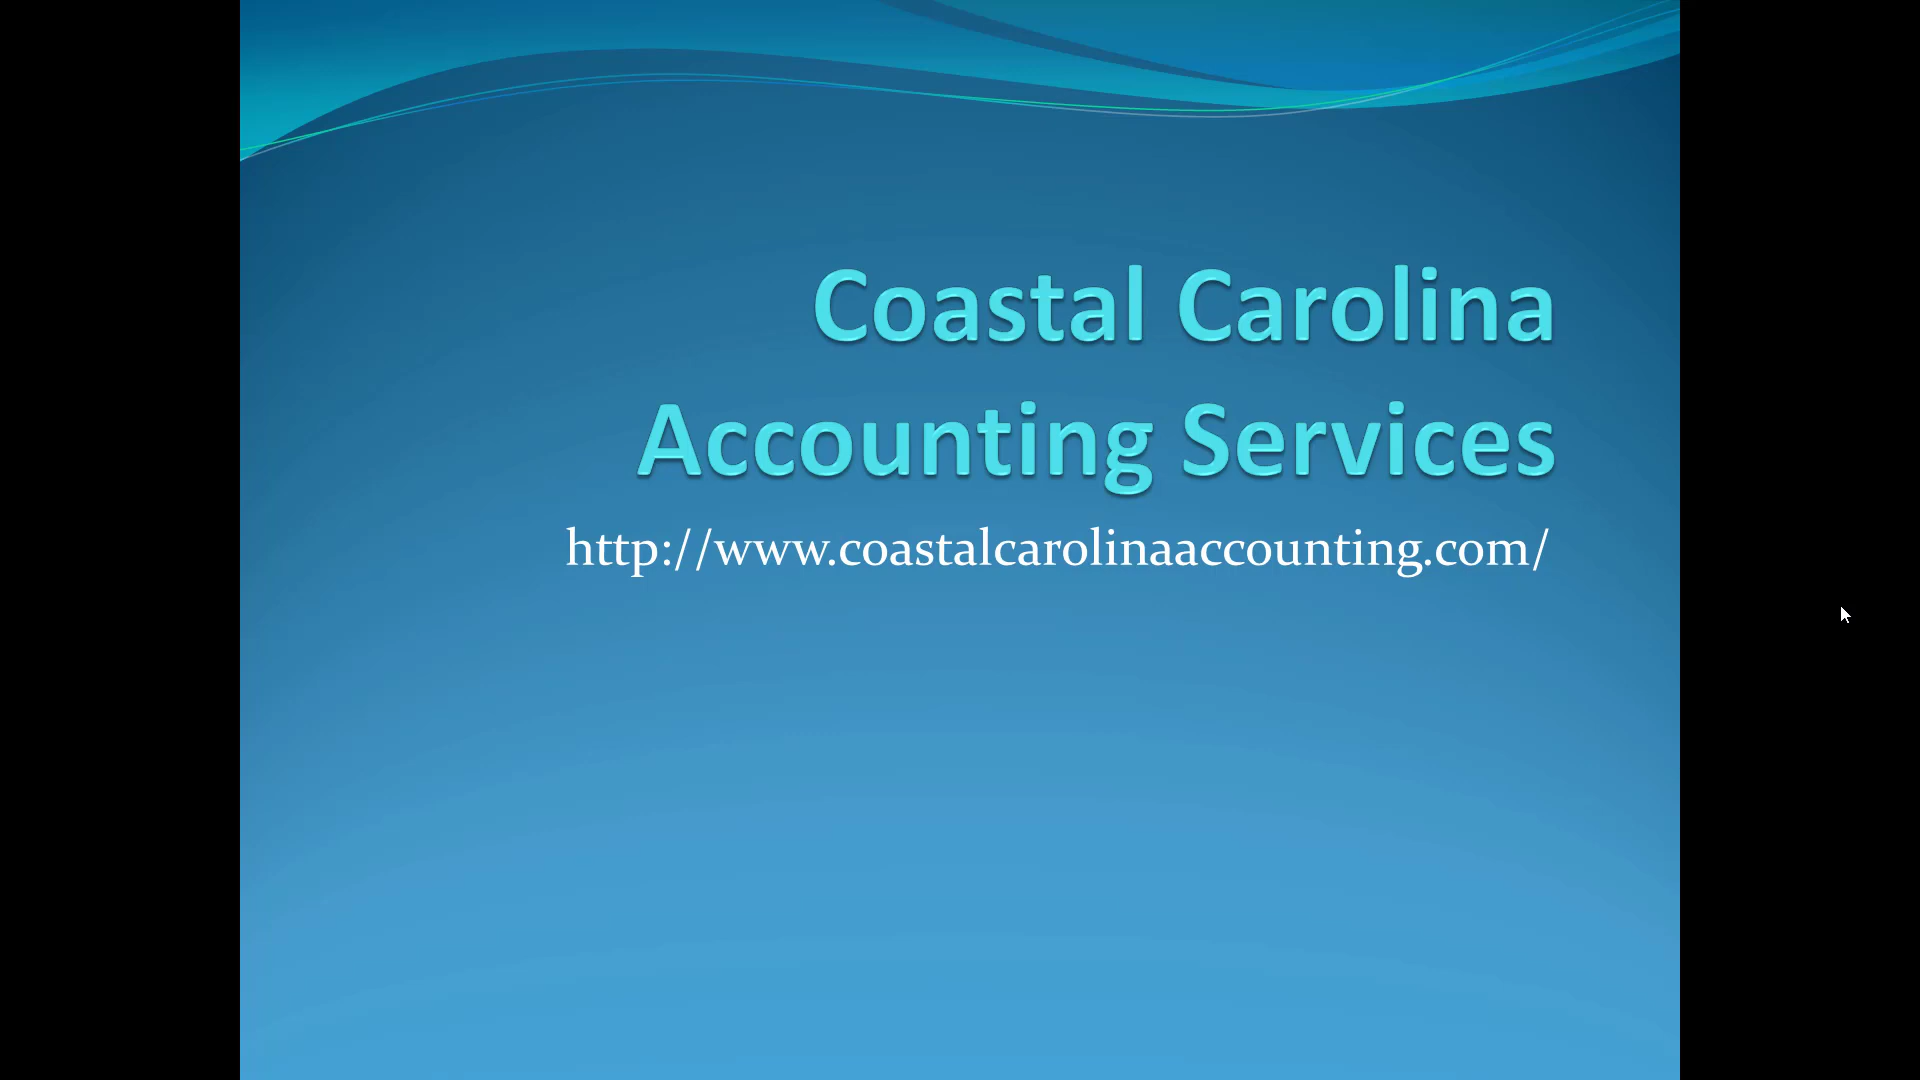 Coastal Carolina
Accounting Services
http://www.coastalcarolinaaccounting.com/